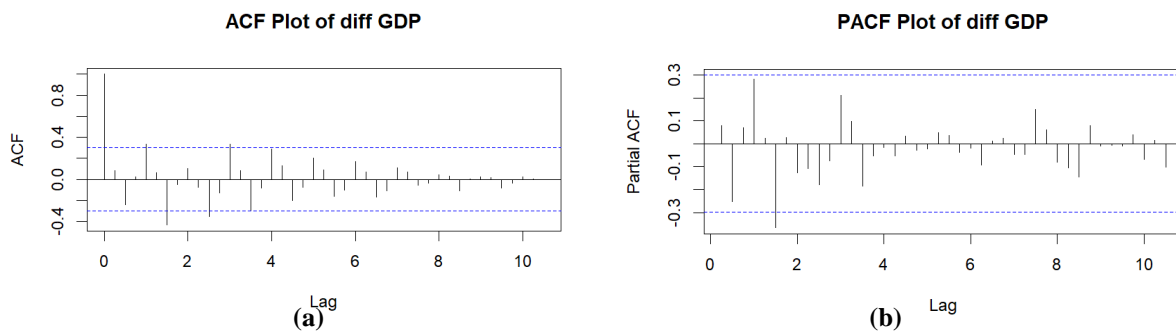 ACF Plot of diff GDP
ACF
0.8
0.4
0.0
-0.4
0 2 4 6 8 10
Lag
(a)
PACF Plot of diff GDP
Partial ACF
0.3
0.1
-0.1
-0.3
0 2 4 6 8 10
Lag
(b)